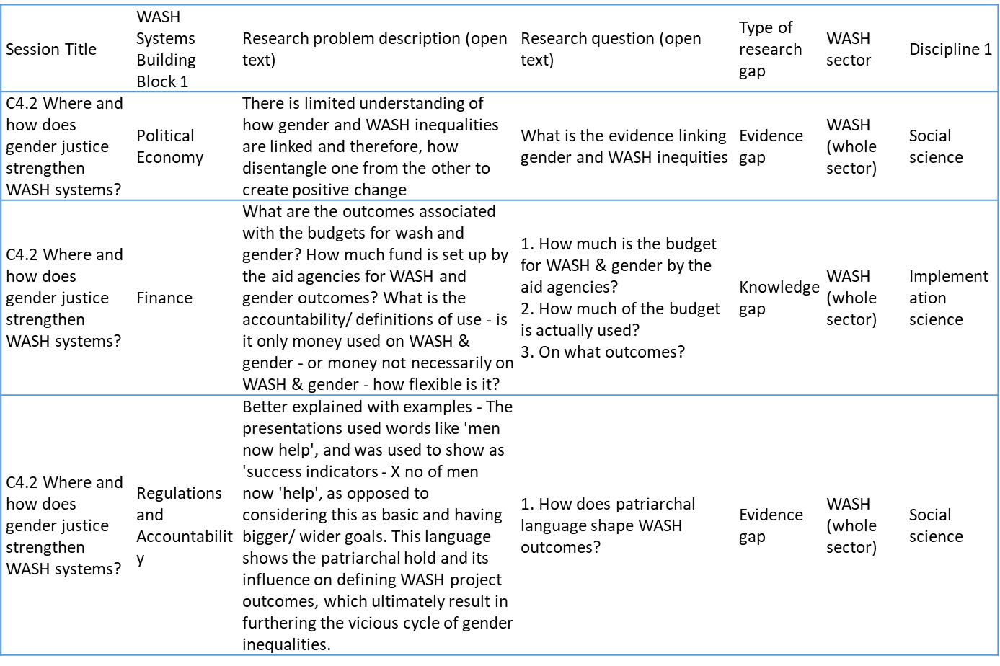 Session Title
WASH
Systems
Building
Block 1
Research problem description (open
text)
Research question (open
text)
Type of
research
gap
WASH
sector
Discipline 1
C4.2 Where and
how does
gender justice
strengthen
WASH systems?
Political
Economy
There is limited understanding of
how gender and WASH inequalities
are linked and therefore, how
disentangle one from the other to
create positive change
What is the evidence linking
gender and WASH inequities
Evidence
gap
WASH
(whole
sector)
Social
science
C4.2 Where and
how does
gender justice
strengthen
WASH systems?
Finance
What are the outcomes associated
with the budgets for wash and
gender? How much fund is set up by
the aid agencies for WASH and
gender outcomes? What is the
accountability/ definitions of use - is
it only money used on WASH &
gender - or money not necessarily on
WASH & gender - how flexible is it?
1. How much is the budget
for WASH & gender by the
aid agencies?
2. How much of the budget
is actually used?
3. On what outcomes?
Knowledge
gap
WASH
(whole
sector)
Implement
ation
science
C4.2 Where and
how does
gender justice
strengthen
WASH systems?
Regulations
and
Accountabilit
y
Better explained with examples - The
presentations used words like 'men
now help', and was used to show as
'success indicators - X no of men
now 'help', as opposed to
considering this as basic and having
bigger/ wider goals. This language
shows the patriarchal hold and its
influence on defining WASH project
outcomes, which ultimately result in
furthering the vicious cycle of gender
inequalities.
1. How does patriarchal
language shape WASH
outcomes?
Evidence
gap
WASH
(whole
sector)
Social
science